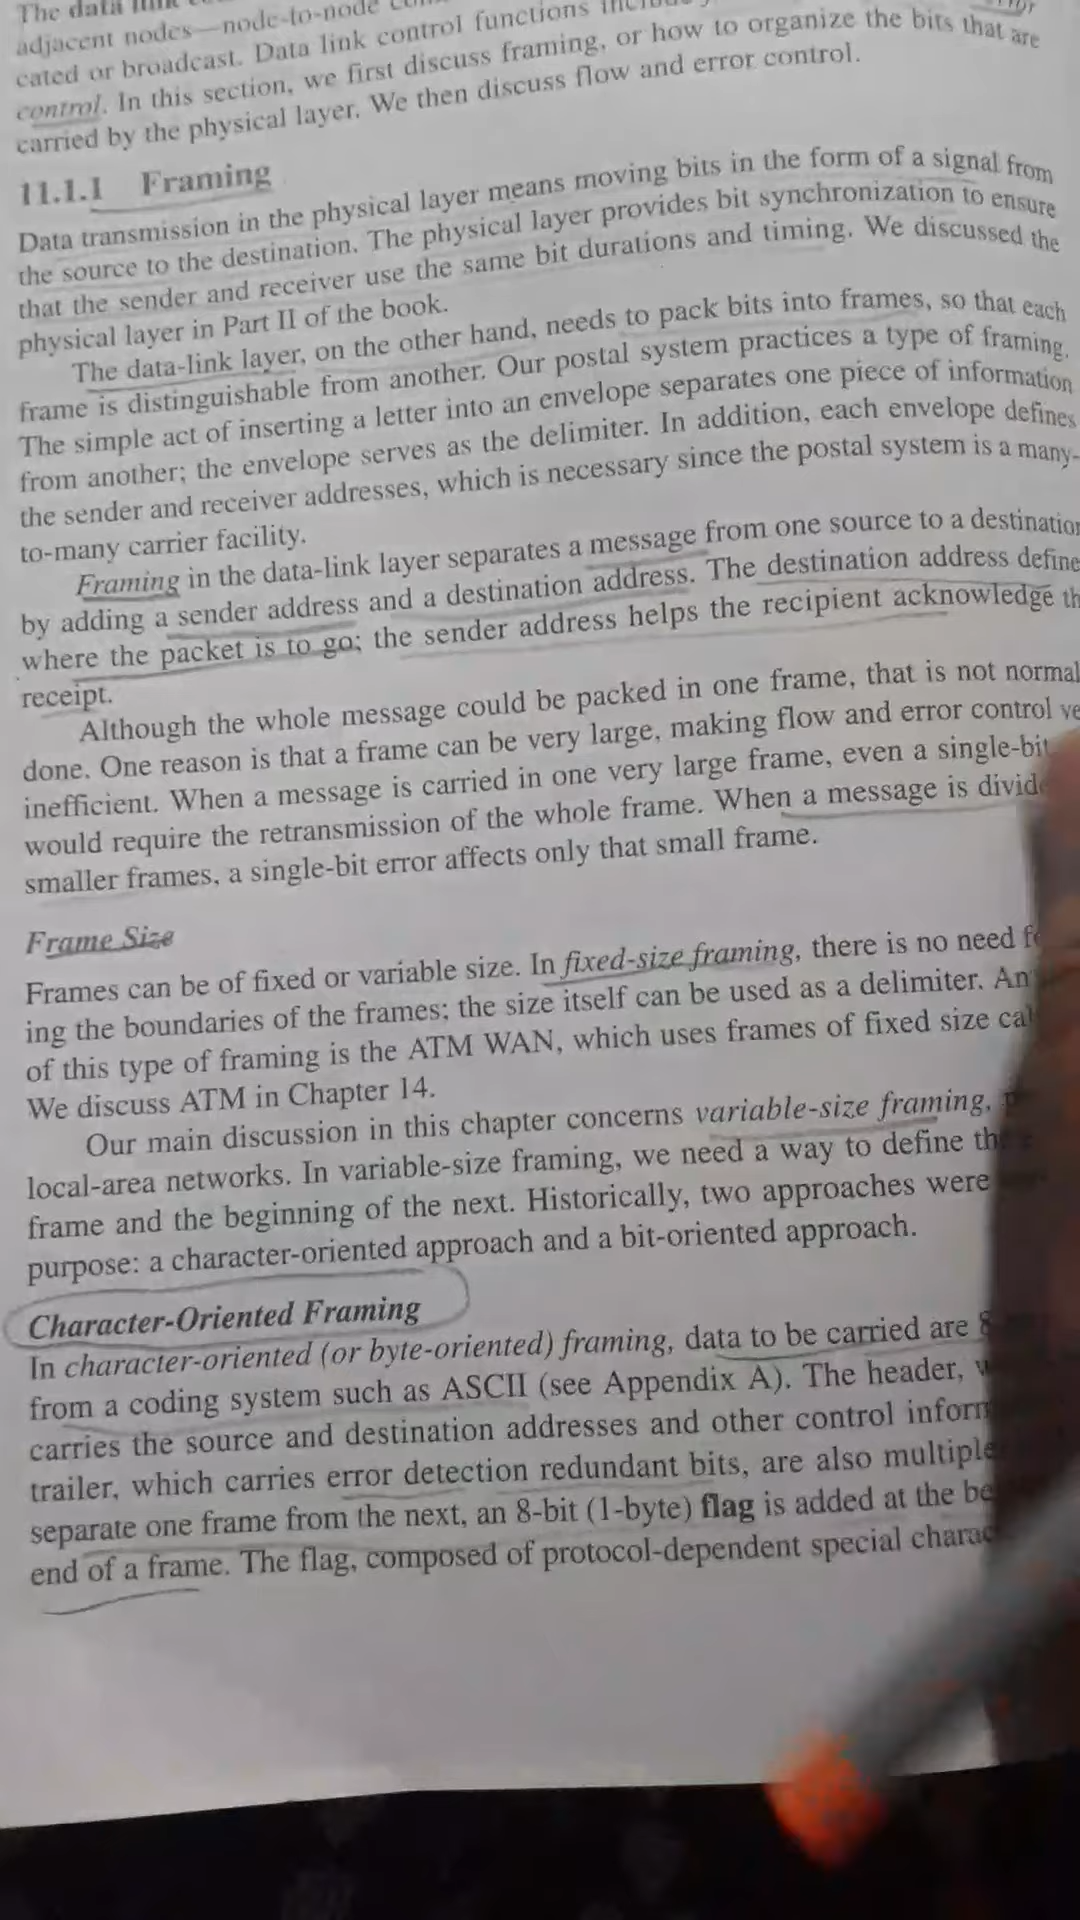 The data link
adjacent nodes—node-to-node
cated or broadcast. Data link control functions
control. In this section, we first discuss framing, or how to organize the bits that are
carried by the physical layer. We then discuss flow and error control.
11.1.1 Framing
Data transmission in the physical layer means moving bits in the form of a signal from
the source to the destination. The physical layer provides bit synchronization to ensure
that the sender and receiver use the same bit durations and timing. We discussed the
physical layer in Part II of the book.
The data-link layer, on the other hand, needs to pack bits into frames, so that each
frame is distinguishable from another. Our postal system practices a type of framing.
The simple act of inserting a letter into an envelope separates one piece of information
from another; the envelope serves as the delimiter. In addition, each envelope defines
the sender and receiver addresses, which is necessary since the postal system is a many-
to-many carrier facility.
Framing in the data-link layer separates a message from one source to a destination
by adding a sender address and a destination address. The destination address define
where the packet is to go; the sender address helps the recipient acknowledge th
receipt.
Although the whole message could be packed in one frame, that is not normal
done. One reason is that a frame can be very large, making flow and error control ve
inefficient. When a message is carried in one very large frame, even a single-bit
would require the retransmission of the whole frame. When a message is divide
smaller frames, a single-bit error affects only that small frame.
Frame Size
Frames can be of fixed or variable size. In fixed-size framing, there is no need f
ing the boundaries of the frames; the size itself can be used as a delimiter. An
of this type of framing is the ATM WAN, which uses frames of fixed size cal
We discuss ATM in Chapter 14.
Our main discussion in this chapter concerns variable-size framing,
local-area networks. In variable-size framing, we need a way to define th
frame and the beginning of the next. Historically, two approaches were
purpose: a character-oriented approach and a bit-oriented approach.
Character-Oriented Framing
In character-oriented (or byte-oriented) framing, data to be carried are 8
from a coding system such as ASCII (see Appendix A). The header, w
carries the source and destination addresses and other control inform
trailer, which carries error detection redundant bits, are also multiple
separate one frame from the next, an 8-bit (1-byte) flag is added at the be
end of a frame. The flag, composed of protocol-dependent special charac